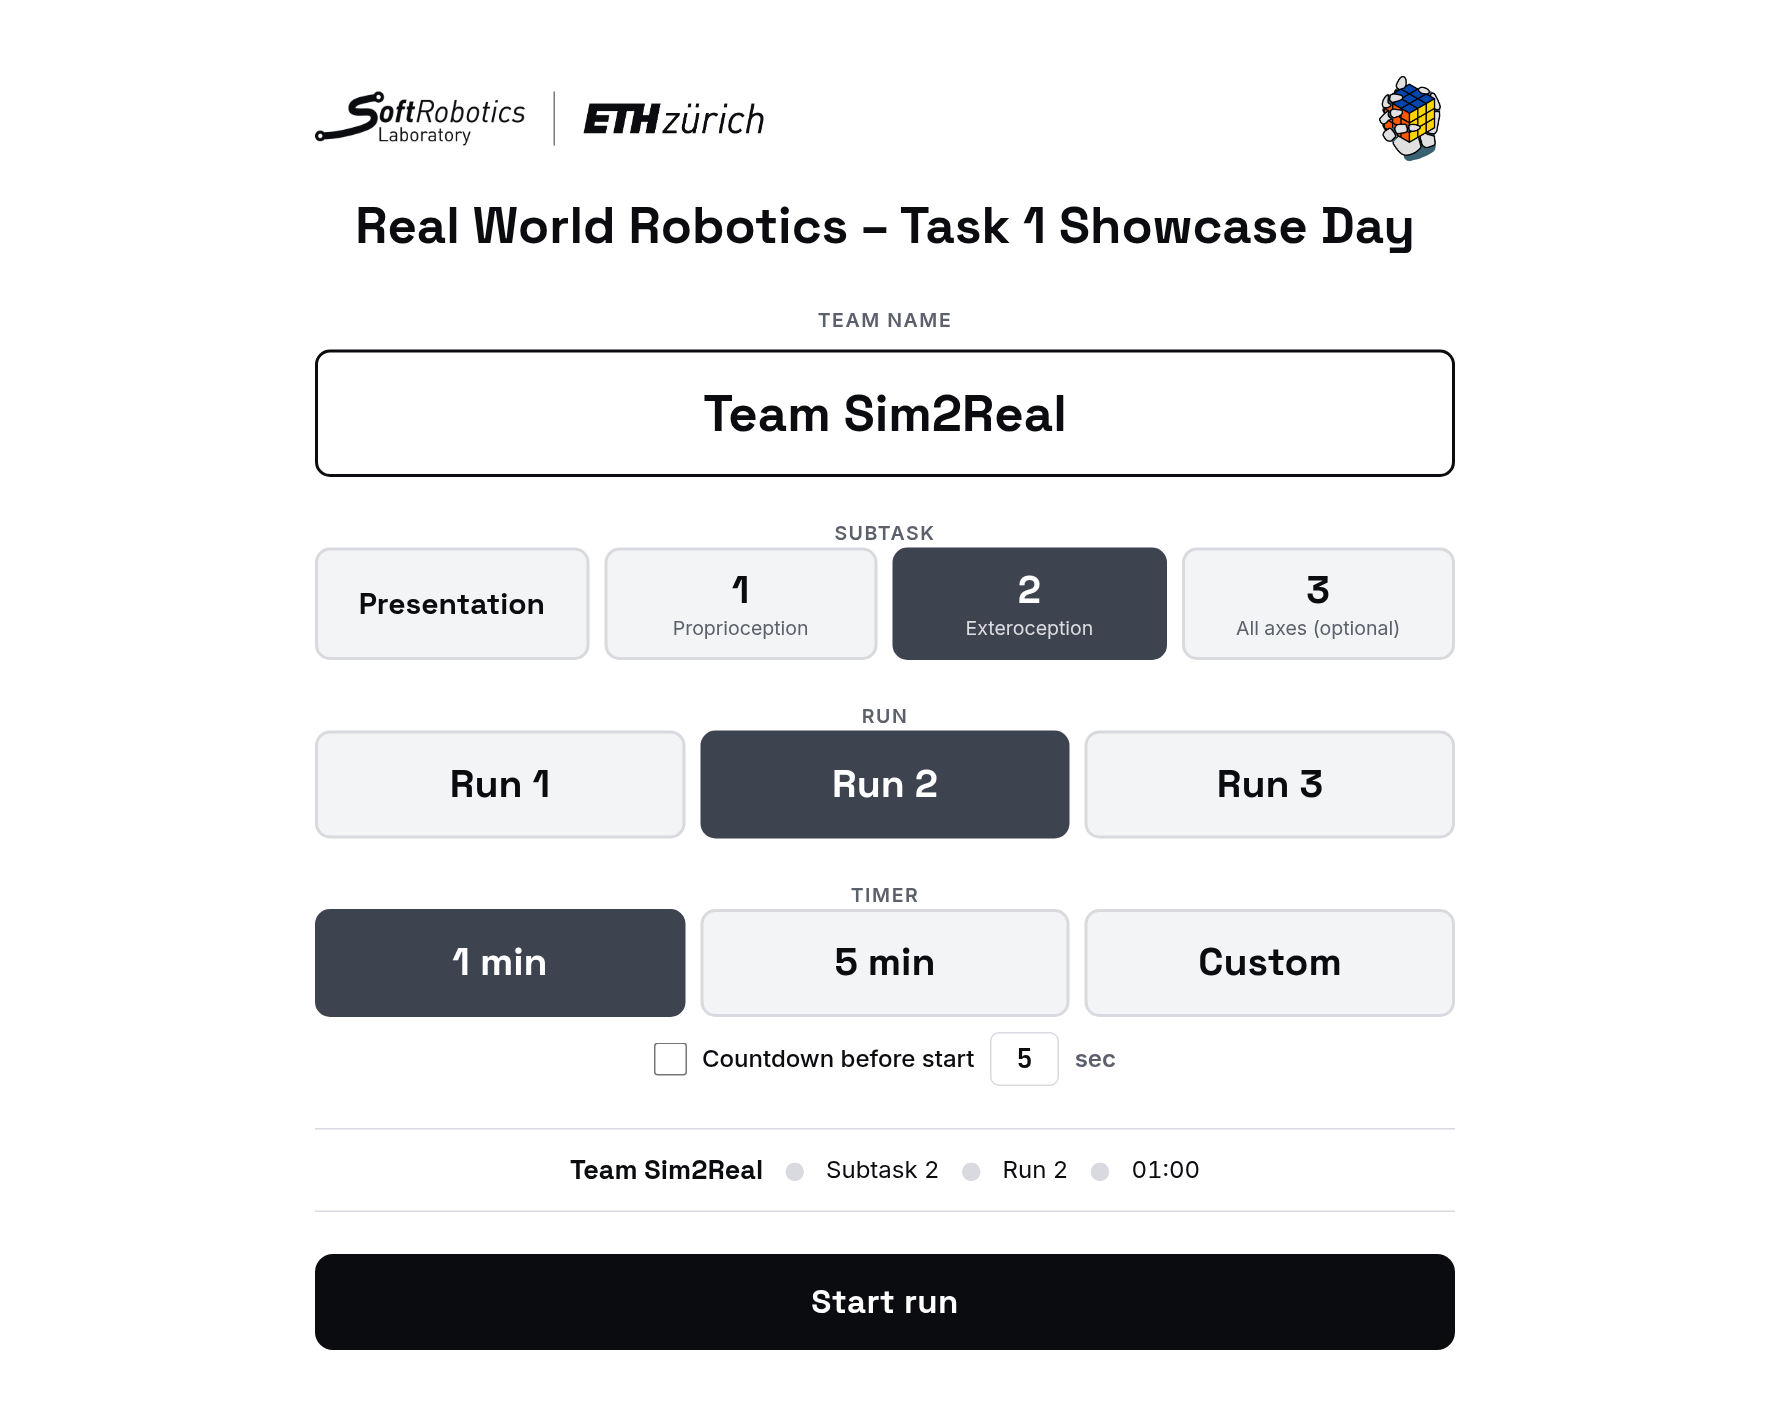 SoftRobotics
Laboratory
ETH zürich
Real World Robotics – Task 1 Showcase Day
TEAM NAME
Team Sim2Real
SUBTASK
Presentation
1
Proprioception
2
Exteroception
3
All axes (optional)
RUN
Run 1
Run 2
Run 3
TIMER
1 min
5 min
Custom
Countdown before start 5 sec
Team Sim2Real Subtask 2 Run 2 01:00
Start run